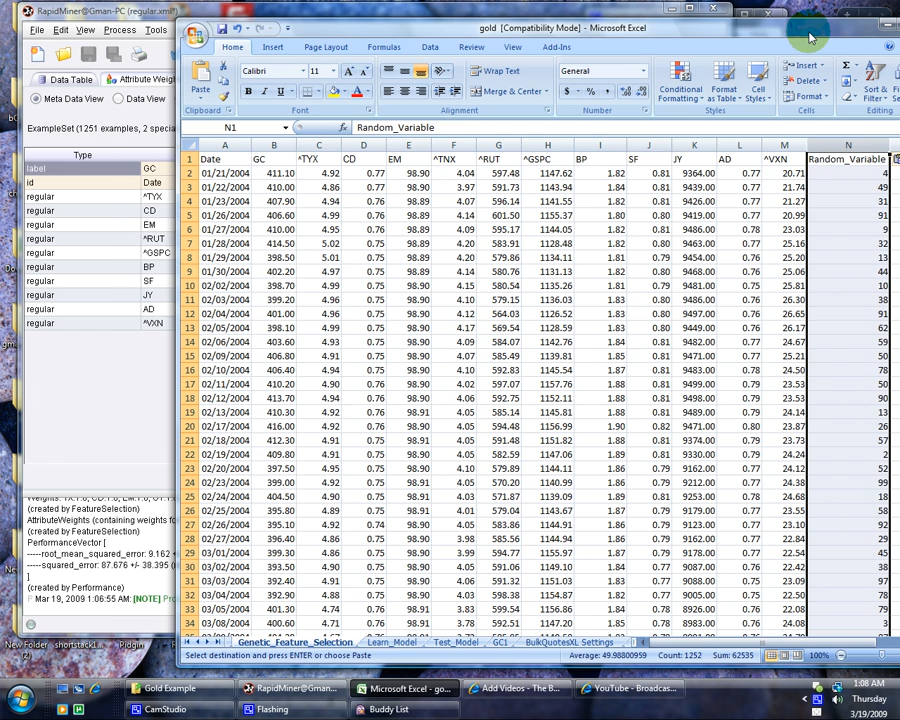 RapidMiner@Gman-PC (regular.xml*)
File Edit View Process Tools
Data Table Attribute Weig
Meta Data View Data View
ExampleSet (1251 examples, 2 speci
Type
label GC
id Date
regular ^TYX
regular CD
regular EM
regular ^RUT
regular ^GSPC
regular BP
regular SF
regular JY
regular AD
regular ^VXN
(created by FeatureSelection)
AttributeWeights (containing weights fo
(created by FeatureSelection)
PerformanceVector [
-----root_mean_squared_error: 9.162 +
-----squared_error: 87.676 +/- 38.395 (
]
(created by Performance)
Mar 19, 2009 1:06:55 AM: [NOTE] Pro
gold [Compatibility Mode] - Microsoft Excel
Home Insert Page Layout Formulas Data Review View Add-Ins
Paste Calibri 11 Wrap Text General Conditional Formatting Format as Table Cell Styles Insert Sort & Filter
B I U Merge & Center $ % , Delete
Format
Clipboard Font Alignment Number Styles Cells
N1 fx Random_Variable
A B C D E F G H I J K L M N
1 Date GC ^TYX CD EM ^TNX ^RUT ^GSPC BP SF JY AD ^VXN Random_Variable
2 01/21/2004 411.10 4.92 0.77 98.90 4.04 597.48 1147.62 1.82 0.81 9364.00 0.77 20.71 4
3 01/22/2004 410.00 4.86 0.77 98.90 3.97 591.71 1143.94 1.84 0.81 9391.00 0.77 21.74 49
4 01/23/2004 407.90 4.94 0.76 98.89 4.07 596.14 1141.55 1.82 0.81 9426.00 0.77 21.27 31
5 01/26/2004 406.60 4.99 0.76 98.89 4.14 601.50 1155.37 1.80 0.80 9419.00 0.77 20.99 91
6 01/27/2004 410.00 4.95 0.76 98.90 4.09 595.17 1144.05 1.82 0.81 9486.00 0.78 23.03 9
7 01/28/2004 414.50 5.02 0.76 98.90 4.20 583.91 1128.48 1.82 0.80 9463.00 0.77 25.16 32
8 01/29/2004 398.50 5.01 0.75 98.90 4.20 579.86 1134.11 1.81 0.79 9454.00 0.76 25.20 13
9 01/30/2004 402.20 4.97 0.75 98.90 4.14 580.76 1131.13 1.82 0.80 9468.00 0.76 25.06 44
10 02/02/2004 398.70 4.99 0.75 98.90 4.15 580.54 1135.26 1.81 0.79 9481.00 0.75 25.81 10
11 02/03/2004 399.20 4.96 0.75 98.90 4.10 579.15 1136.03 1.83 0.80 9486.00 0.76 26.30 38
12 02/04/2004 401.00 4.96 0.75 98.90 4.12 564.03 1126.52 1.83 0.80 9497.00 0.76 26.65 91
13 02/05/2004 398.10 4.99 0.75 98.90 4.17 569.54 1128.59 1.83 0.80 9449.00 0.76 26.17 62
14 02/06/2004 403.60 4.93 0.75 98.90 4.09 584.07 1142.76 1.84 0.81 9482.00 0.76 24.67 59
15 02/09/2004 406.80 4.91 0.75 98.90 4.07 585.49 1139.81 1.85 0.81 9471.00 0.77 25.21 50
16 02/10/2004 406.40 4.94 0.75 98.90 4.10 592.83 1145.54 1.87 0.81 9483.00 0.78 24.50 78
17 02/11/2004 410.20 4.90 0.76 98.90 4.02 597.07 1157.76 1.88 0.81 9499.00 0.79 23.53 50
18 02/12/2004 413.70 4.94 0.76 98.90 4.06 592.75 1152.11 1.88 0.81 9498.00 0.79 23.53 90
19 02/13/2004 410.30 4.92 0.76 98.91 4.05 585.14 1145.81 1.88 0.81 9489.00 0.79 24.14 13
20 02/17/2004 416.00 4.92 0.76 98.91 4.05 594.48 1156.99 1.90 0.82 9471.00 0.80 23.87 26
21 02/18/2004 412.30 4.91 0.75 98.91 4.05 591.48 1151.82 1.88 0.81 9374.00 0.79 23.73 57
22 02/19/2004 409.80 4.91 0.75 98.90 4.05 582.59 1147.06 1.89 0.81 9330.00 0.79 24.24 2
23 02/20/2004 397.50 4.95 0.75 98.90 4.10 579.89 1144.11 1.86 0.79 9166.00 0.77 24.12 52
24 02/23/2004 399.00 4.92 0.75 98.91 4.05 570.20 1140.99 1.86 0.79 9212.00 0.77 24.38 99
25 02/24/2004 404.50 4.90 0.75 98.91 4.03 571.87 1139.09 1.89 0.81 9253.00 0.78 24.68 18
26 02/25/2004 395.80 4.89 0.75 98.91 4.01 579.04 1143.67 1.87 0.79 9179.00 0.77 23.55 58
27 02/26/2004 395.10 4.92 0.74 98.90 4.05 583.86 1144.91 1.86 0.79 9123.00 0.77 23.10 92
28 02/27/2004 396.40 4.86 0.75 98.90 3.98 585.56 1144.94 1.86 0.79 9162.00 0.77 22.84 29
29 03/01/2004 399.30 4.86 0.75 98.90 3.99 594.77 1155.97 1.87 0.79 9178.00 0.77 22.54 45
30 03/02/2004 393.50 4.90 0.74 98.90 4.05 591.06 1149.10 1.84 0.77 9087.00 0.76 22.42 38
31 03/03/2004 392.40 4.91 0.74 98.90 4.06 591.32 1151.03 1.83 0.77 9088.00 0.75 23.09 97
32 03/04/2004 392.90 4.88 0.74 98.90 4.03 598.38 1154.87 1.82 0.77 9005.00 0.75 22.50 78
33 03/05/2004 401.30 4.74 0.76 98.91 3.83 599.54 1156.86 1.84 0.78 8926.00 0.76 22.08 79
34 03/08/2004 400.60 4.71 0.75 98.91 3.78 592.51 1147.20 1.84 0.78 8983.00 0.76 24.08 3
Genetic_Feature_Selection Learn_Model Test_Model GC1 BulkQuotesXL Settings
Select destination and press ENTER or choose Paste Average: 49.98800959 Count: 1252 Sum: 62535 100%
New Folder (2) shortstack1 Pidgin
Start Gold Example RapidMiner@Gman... Microsoft Excel - go... Add Videos - The B... YouTube - Broadcas... 1:08 AM
CamStudio Flashing Buddy List Thursday
3/19/2009